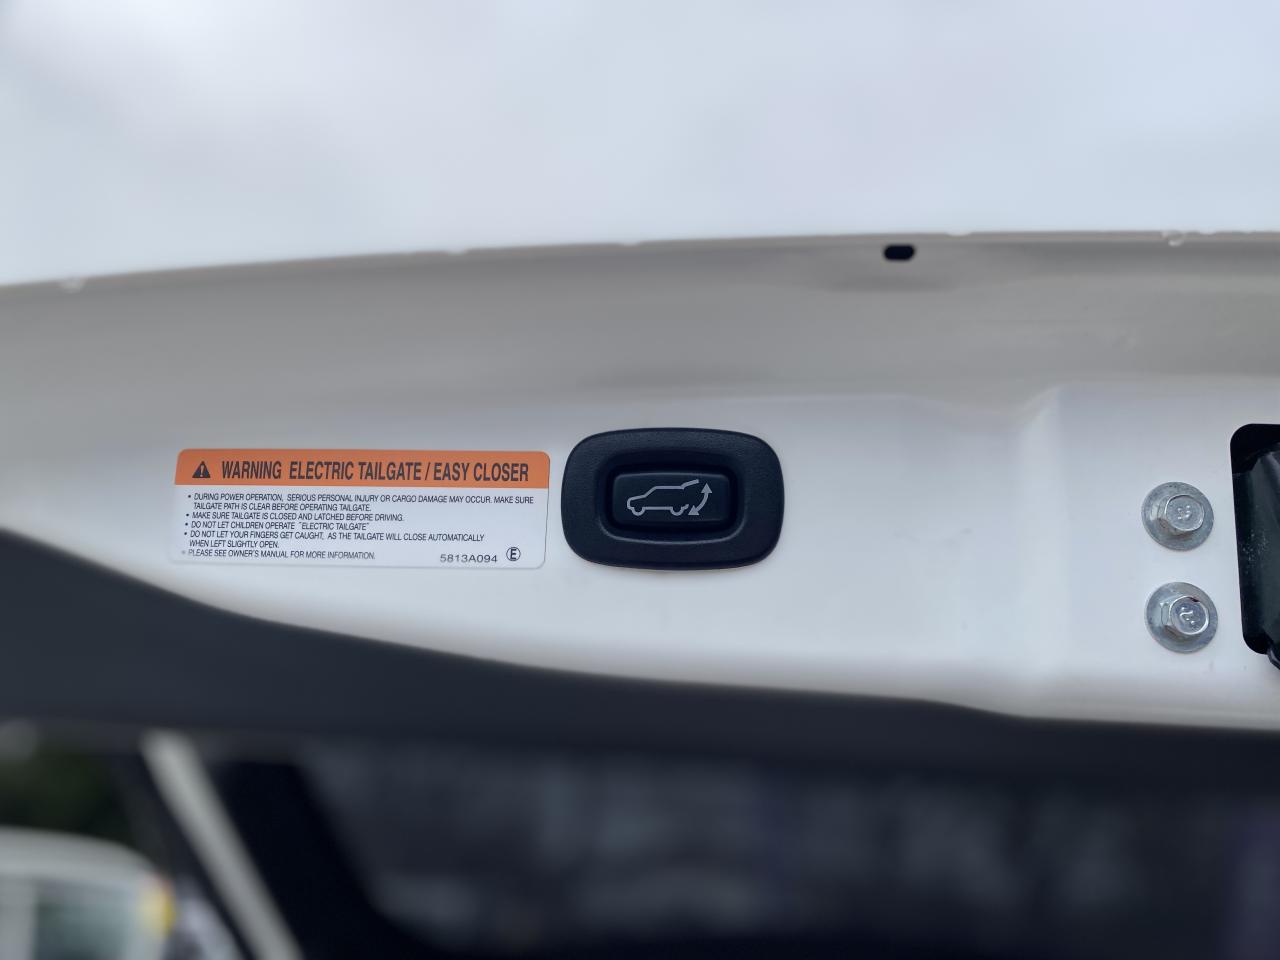 WARNING ELECTRIC TAILGATE / EASY CLOSER
• DURING POWER OPERATION, SERIOUS PERSONAL INJURY OR CARGO DAMAGE MAY OCCUR. MAKE SURE
TAILGATE PATH IS CLEAR BEFORE OPERATING TAILGATE.
• MAKE SURE TAILGATE IS CLOSED AND LATCHED BEFORE DRIVING.
• DO NOT LET CHILDREN OPERATE "ELECTRIC TAILGATE"
• DO NOT LET YOUR FINGERS GET CAUGHT, AS THE TAILGATE WILL CLOSE AUTOMATICALLY
WHEN LEFT SLIGHTLY OPEN.
• PLEASE SEE OWNER'S MANUAL FOR MORE INFORMATION.
5813A094 Ⓔ